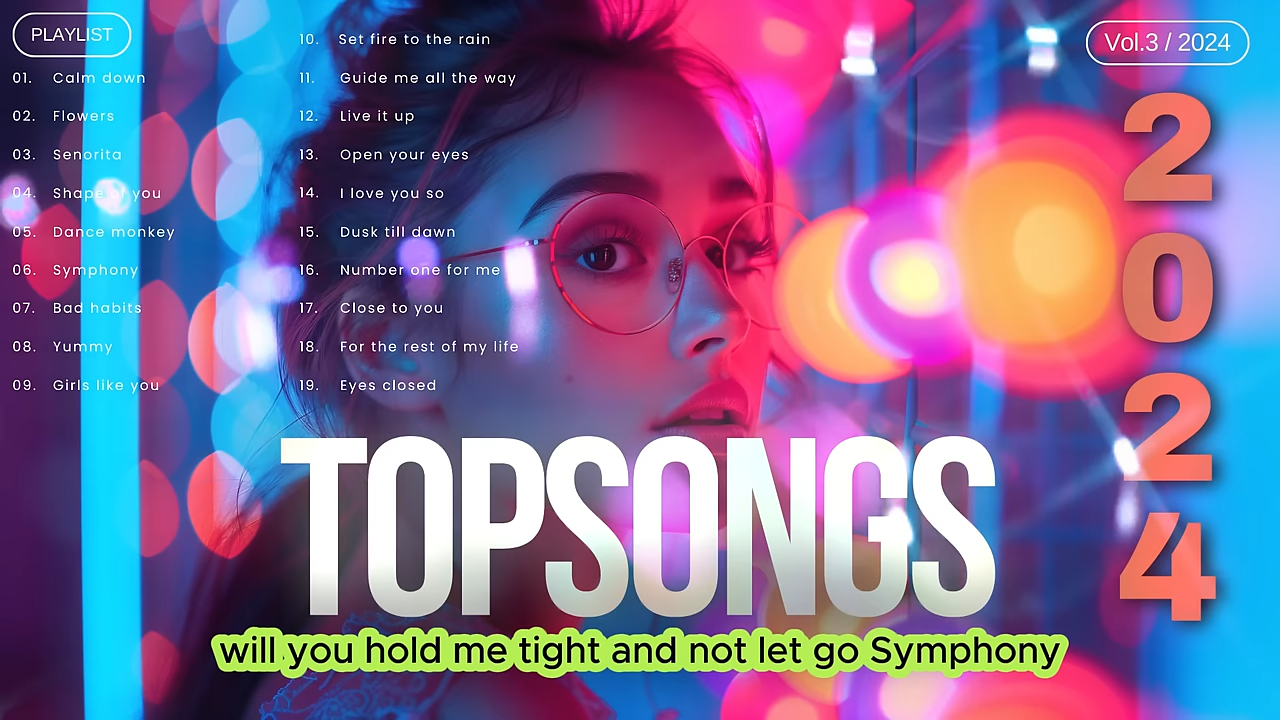 PLAYLIST
01. Calm down
02. Flowers
03. Senorita
04. Shape of you
05. Dance monkey
06. Symphony
07. Bad habits
08. Yummy
09. Girls like you
10. Set fire to the rain
11. Guide me all the way
12. Live it up
13. Open your eyes
14. I love you so
15. Dusk till dawn
16. Number one for me
17. Close to you
18. For the rest of my life
19. Eyes closed
Vol.3 / 2024
2024
TOPSONGS
will you hold me tight and not let go Symphony